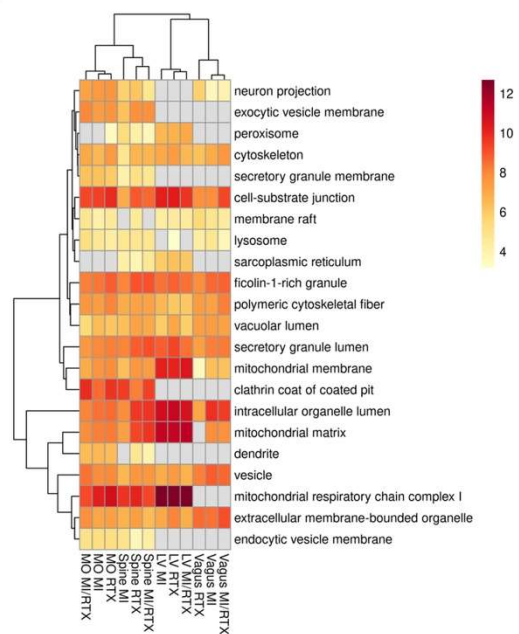 neuron projection
exocytic vesicle membrane
peroxisome
cytoskeleton
secretory granule membrane
cell-substrate junction
membrane raft
lysosome
sarcoplasmic reticulum
ficolin-1-rich granule
polymeric cytoskeletal fiber
vacuolar lumen
secretory granule lumen
mitochondrial membrane
clathrin coat of coated pit
intracellular organelle lumen
mitochondrial matrix
dendrite
vesicle
mitochondrial respiratory chain complex I
extracellular membrane-bounded organelle
endocytic vesicle membrane
MO MI/RTX
MO MI
MO RTX
Spine MI
Spine RTX
Spine MI/RTX
LV MI
LV RTX
LV MI/RTX
Vagus RTX
Vagus MI
Vagus MI/RTX
12
10
8
6
4